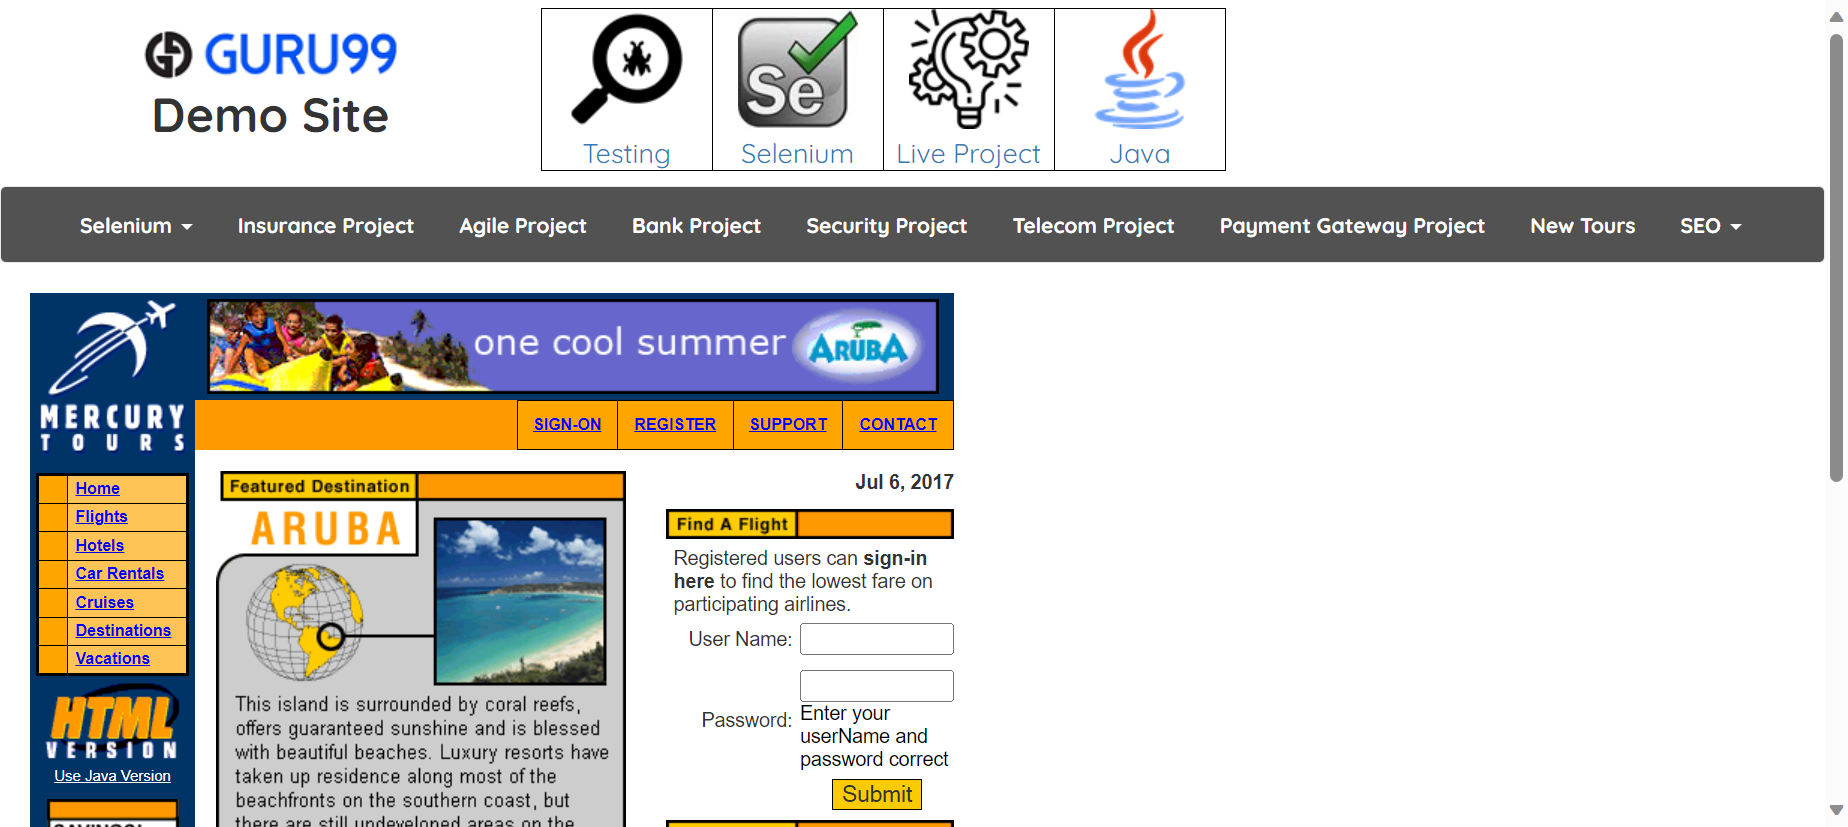 GURU99
Demo Site
Se
Testing
Selenium
Live Project
Java
Selenium
Insurance Project
Agile Project
Bank Project
Security Project
Telecom Project
Payment Gateway Project
New Tours
SEO
MERCURY
TOURS
one cool summer
ARUBA
SIGN-ON
REGISTER
SUPPORT
CONTACT
Home
Flights
Hotels
Car Rentals
Cruises
Destinations
Vacations
HTML
VERSION
Use Java Version
Featured Destination
ARUBA
This island is surrounded by coral reefs,
offers guaranteed sunshine and is blessed
with beautiful beaches. Luxury resorts have
taken up residence along most of the
beachfronts on the southern coast, but
there are still undeveloped areas on the
Jul 6, 2017
Find A Flight
Registered users can sign-in
here to find the lowest fare on
participating airlines.
User Name:
Password:
Enter your
userName and
password correct
Submit